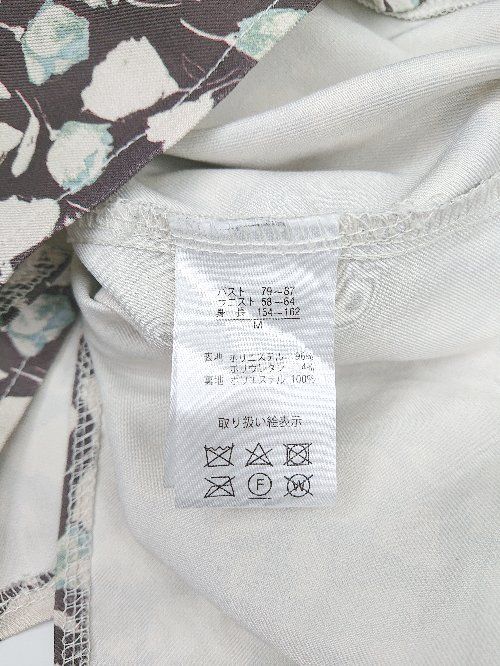 バスト 79～87
ウエスト 58～64
身 長 154～162
M
表地 ポリエステル 96%
ポリウレタン 4%
裏地 ポリエステル 100%
取り扱い絵表示
F
W